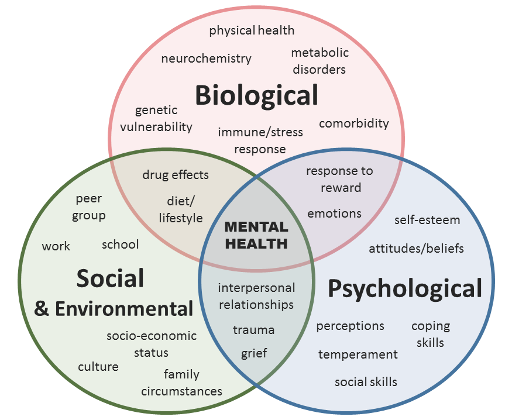 physical health
neurochemistry
metabolic
disorders
Biological
genetic
vulnerability
immune/stress
response
comorbidity
drug effects
diet/
lifestyle
response to
reward
emotions
MENTAL
HEALTH
peer
group
work
school
Social
& Environmental
socio-economic
status
culture
family
circumstances
interpersonal
relationships
trauma
grief
self-esteem
attitudes/beliefs
Psychological
perceptions
coping
skills
temperament
social skills